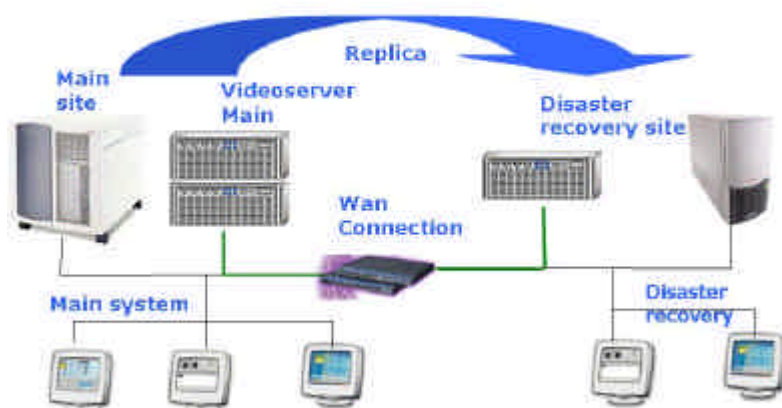 Replica
Main
site
Videoserver
Main
Disaster
recovery site
Wan
Connection
Main system
Disaster
recovery